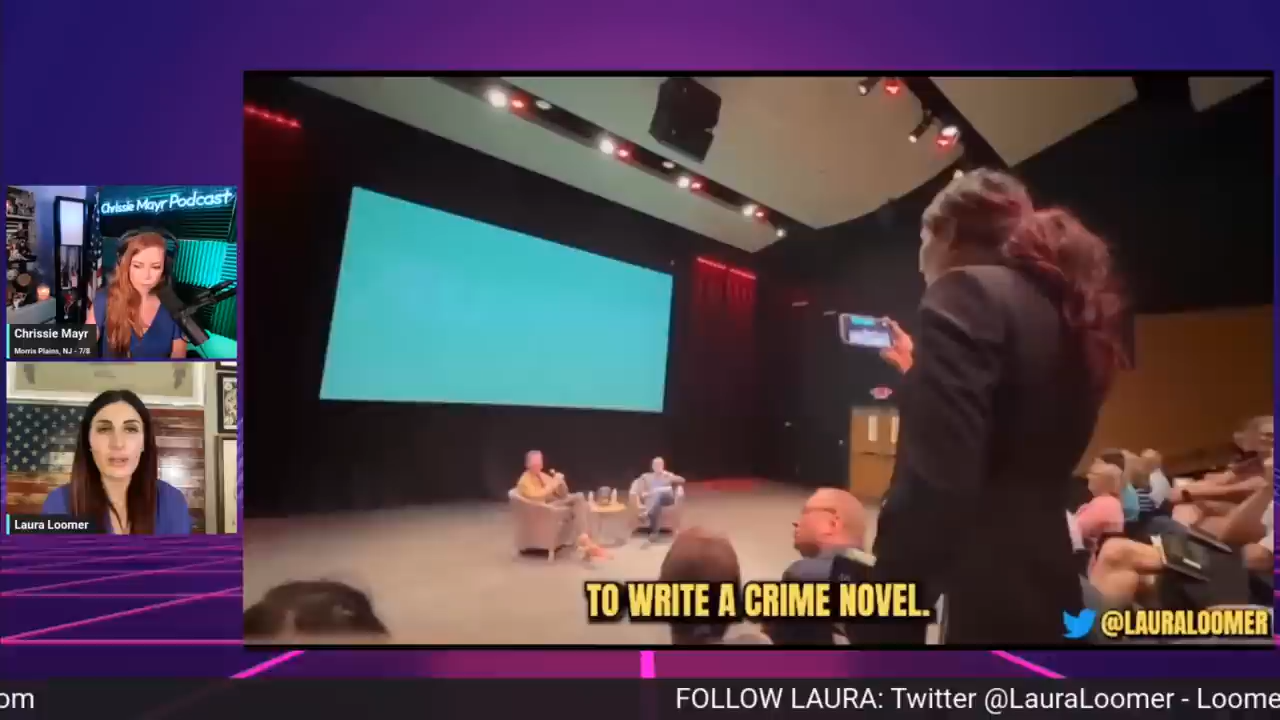 Chrissie Mayr Podcast
Chrissie Mayr
Morris Plains, NJ - 7/8
Laura Loomer
TO WRITE A CRIME NOVEL.
@LAURALOOMER
om
FOLLOW LAURA: Twitter @LauraLoomer - Loome